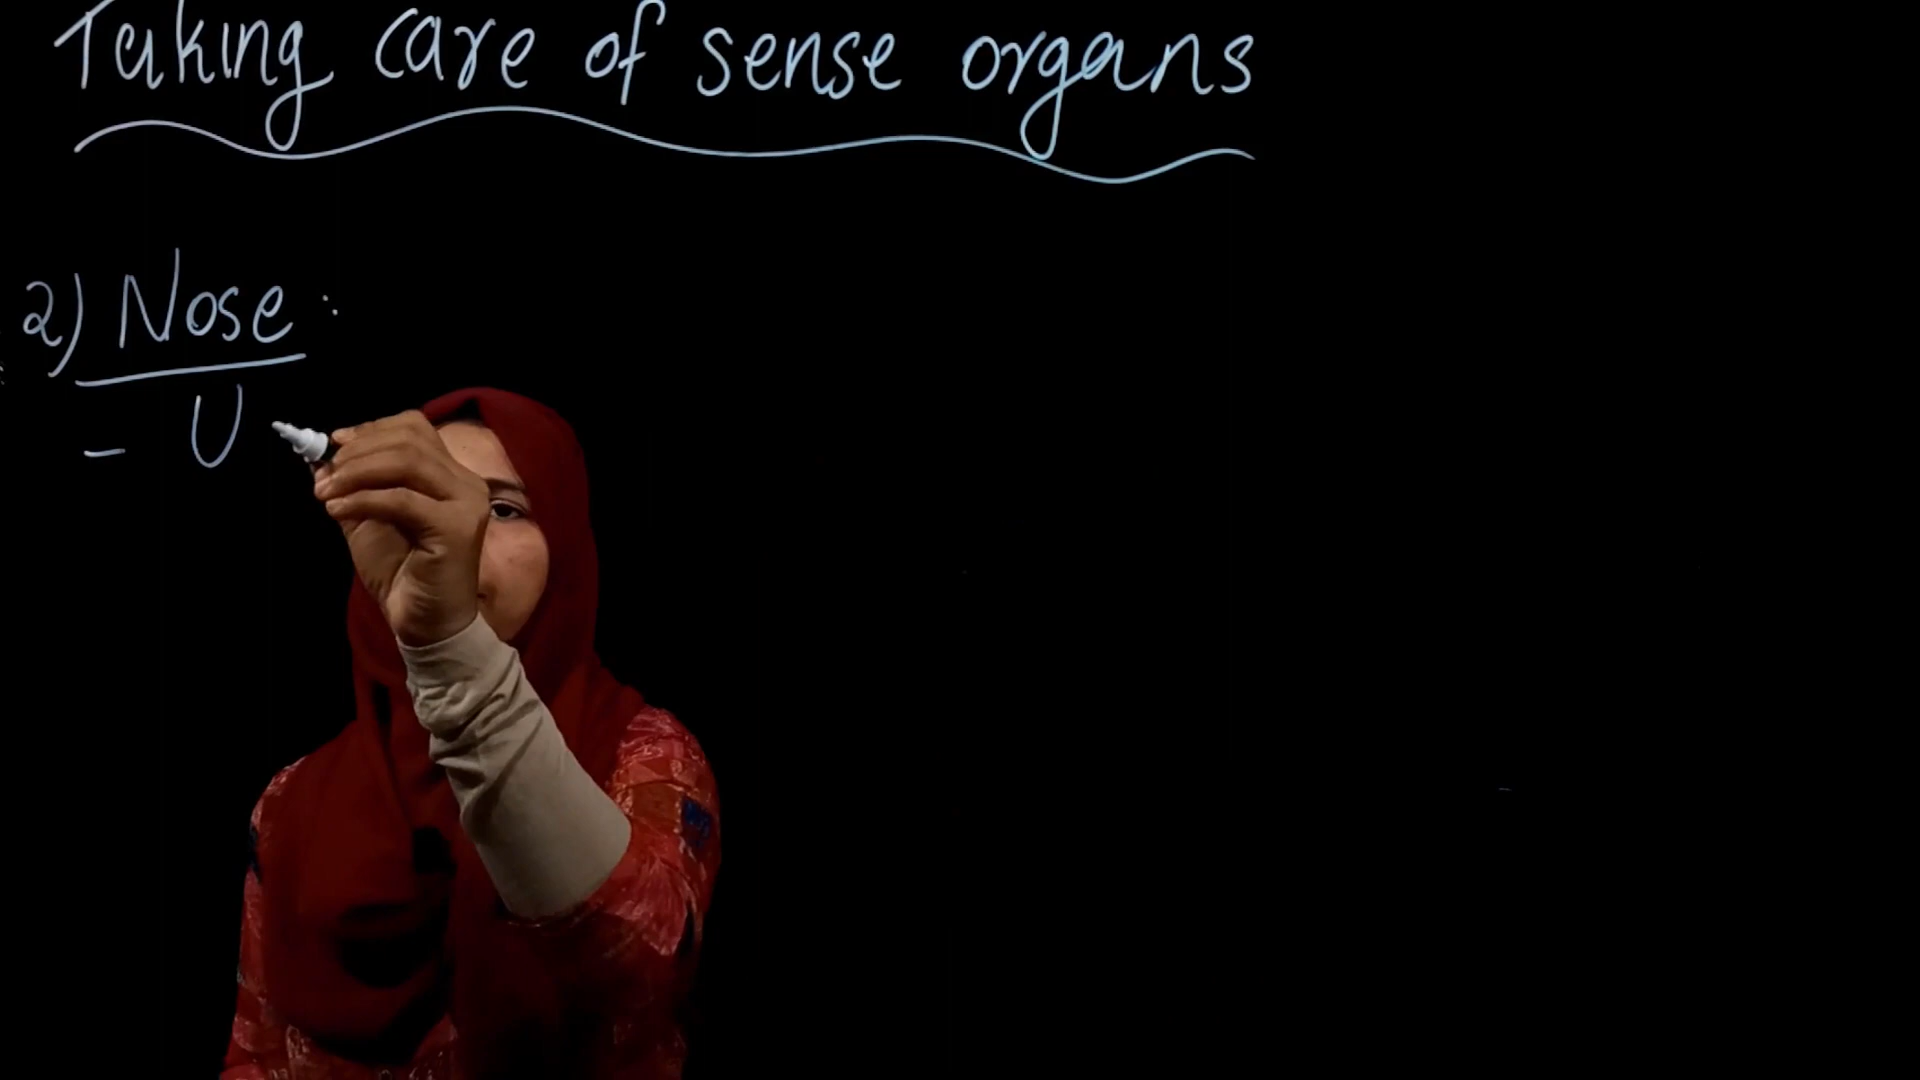 Taking care of sense organs
2) Nose :
- U